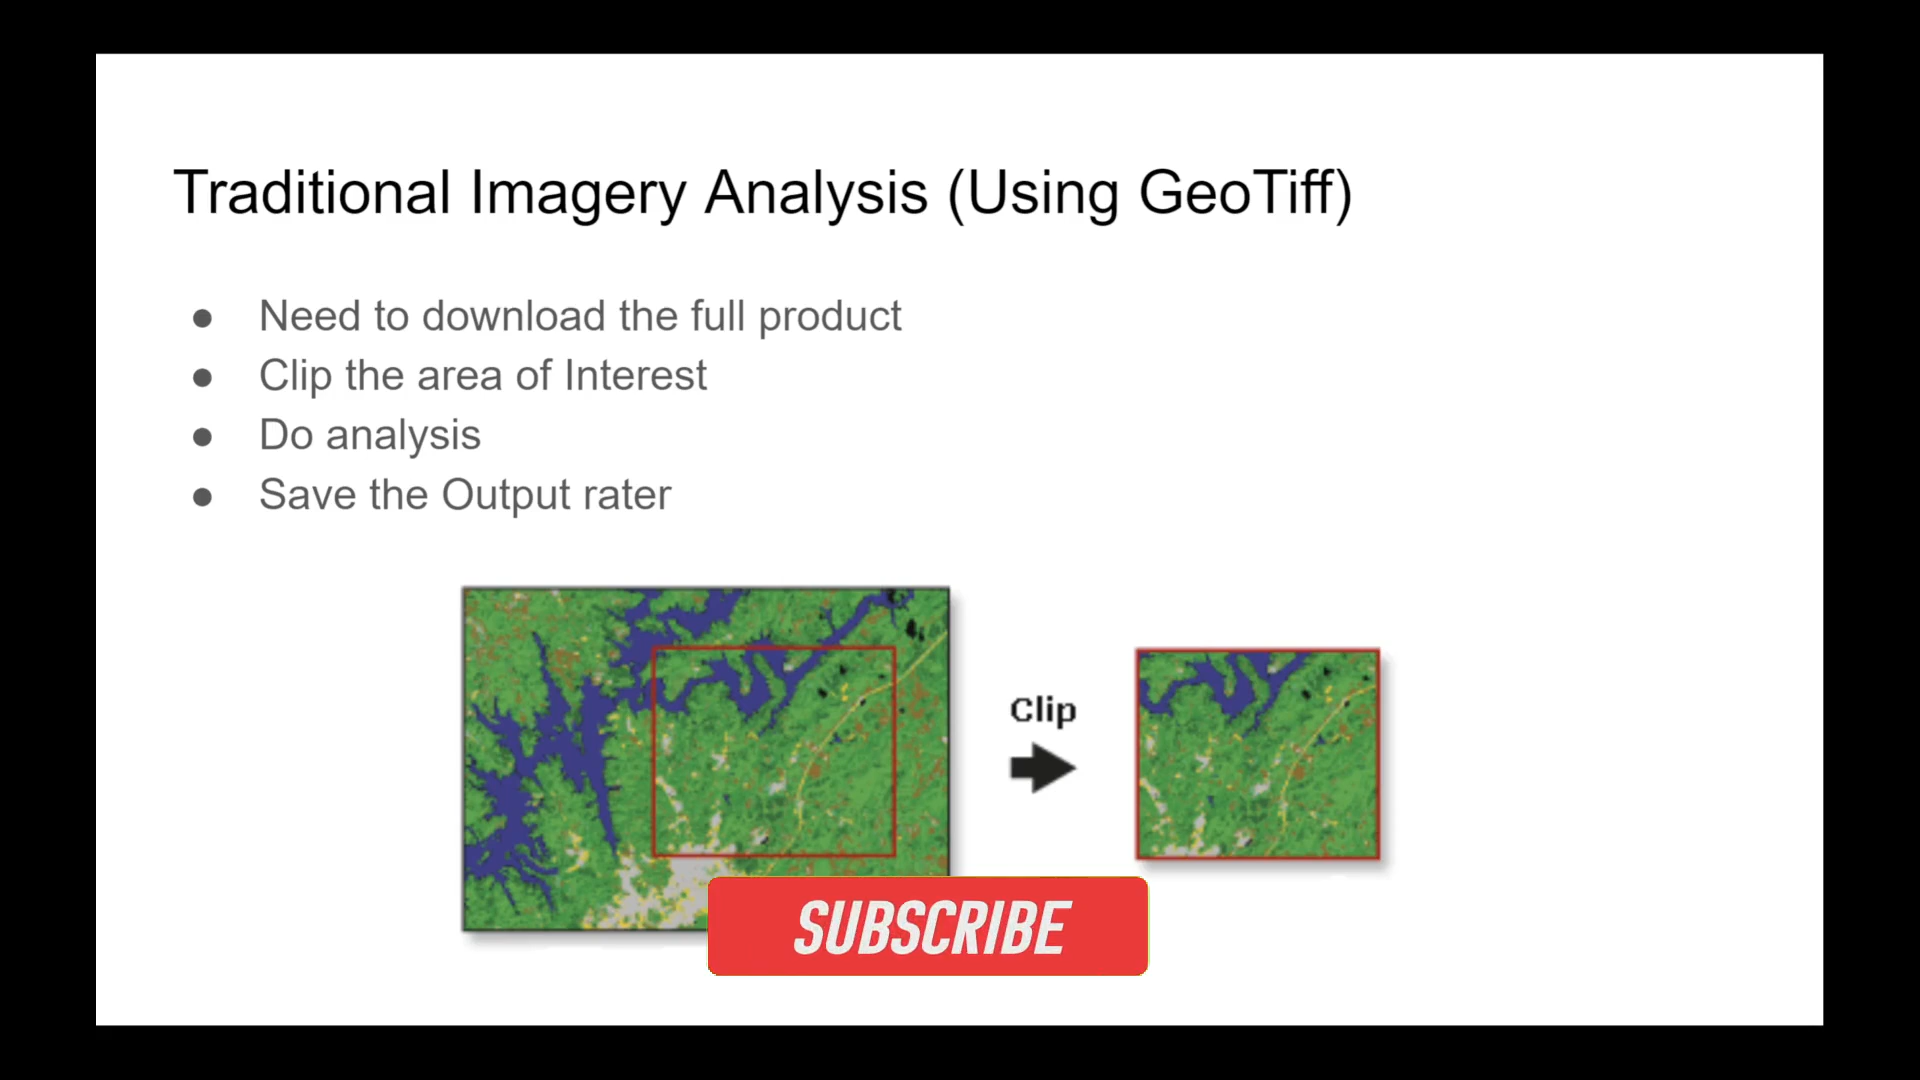 Traditional Imagery Analysis (Using GeoTiff)
● Need to download the full product
● Clip the area of Interest
● Do analysis
● Save the Output rater
Clip
SUBSCRIBE